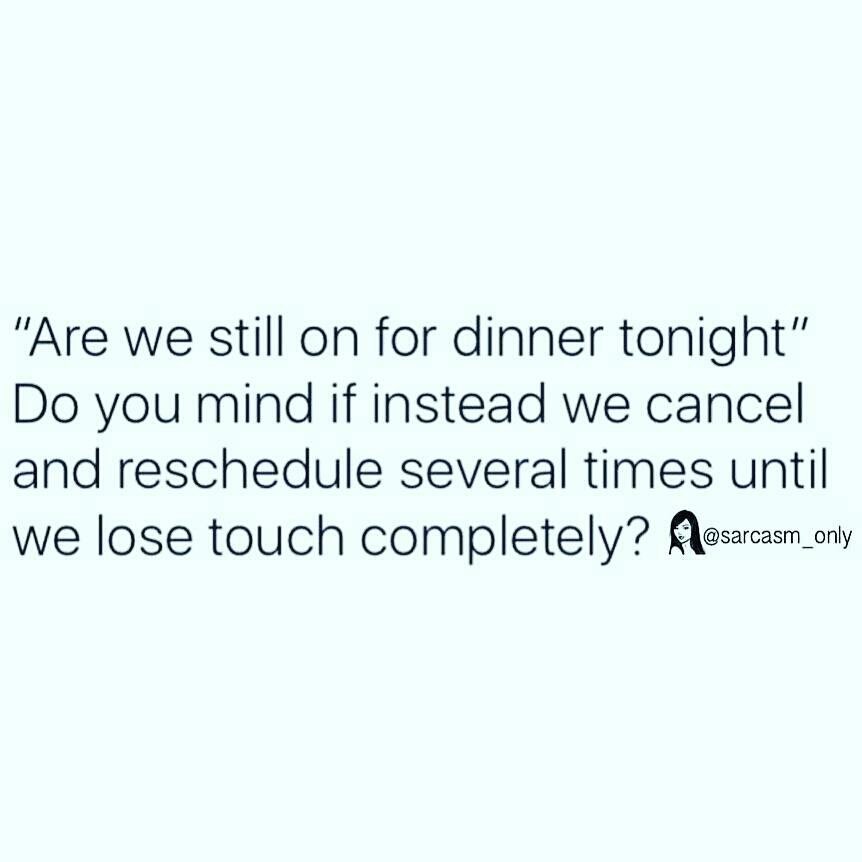 "Are we still on for dinner tonight"
Do you mind if instead we cancel
and reschedule several times until
we lose touch completely? @sarcasm_only